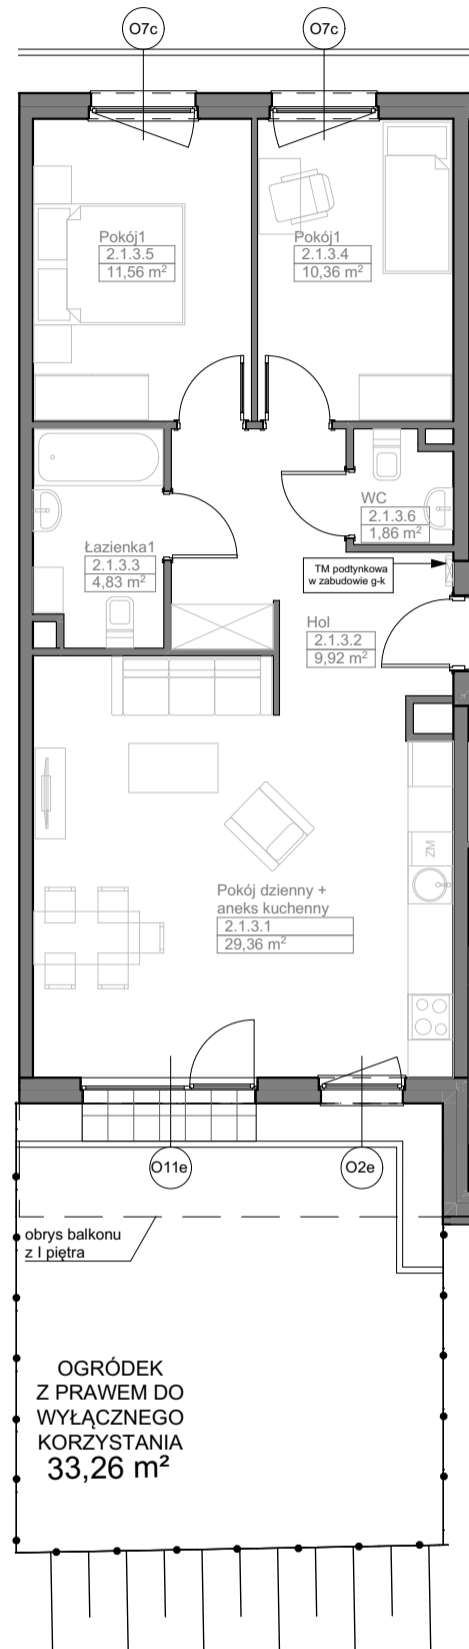 O7c
O7c
Pokój1
2.1.3.5
11,56 m²
Pokój1
2.1.3.4
10,36 m²
WC
2.1.3.6
1,86 m²
Łazienka1
2.1.3.3
4,83 m²
TM podtynkowa
w zabudowie g-k
Hol
2.1.3.2
9,92 m²
ZM
Pokój dzienny +
aneks kuchenny
2.1.3.1
29,36 m²
O11e
O2e
obrys balkonu
z I piętra
OGRÓDEK
Z PRAWEM DO
WYŁĄCZNEGO
KORZYSTANIA
33,26 m²